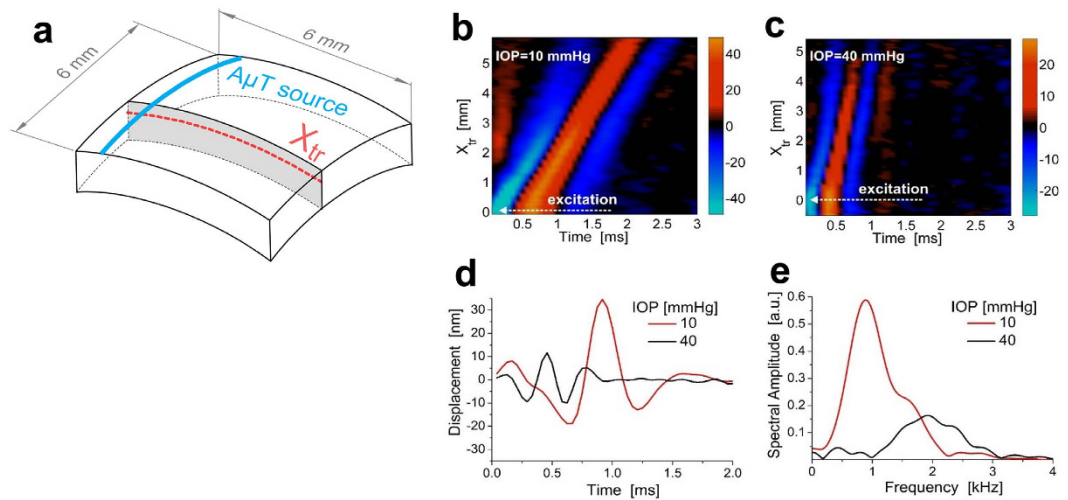 a
6 mm
6 mm
AµT source
Xtr
b
IOP=10 mmHg
excitation
Xtr [mm]
5
4
3
2
1
0
0.5 1 1.5 2 2.5 3
Time [ms]
40
20
0
-20
-40
c
IOP=40 mmHg
excitation
Xtr [mm]
5
4
3
2
1
0
0.5 1 1.5 2 2.5 3
Time [ms]
20
10
0
-10
-20
d
IOP [mmHg]
10
40
Displacement [nm]
30
20
10
0
-10
-20
-30
0.0 0.5 1.0 1.5 2.0
Time [ms]
e
IOP [mmHg]
10
40
Spectral Amplitude [a.u.]
0.6
0.5
0.4
0.3
0.2
0.1
0 1 2 3 4
Frequency [kHz]